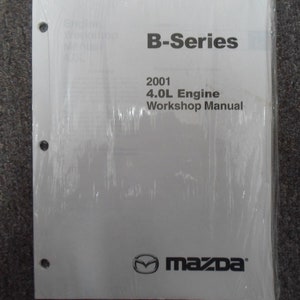 B-Series
2001
4.0L Engine
Workshop Manual
mazda